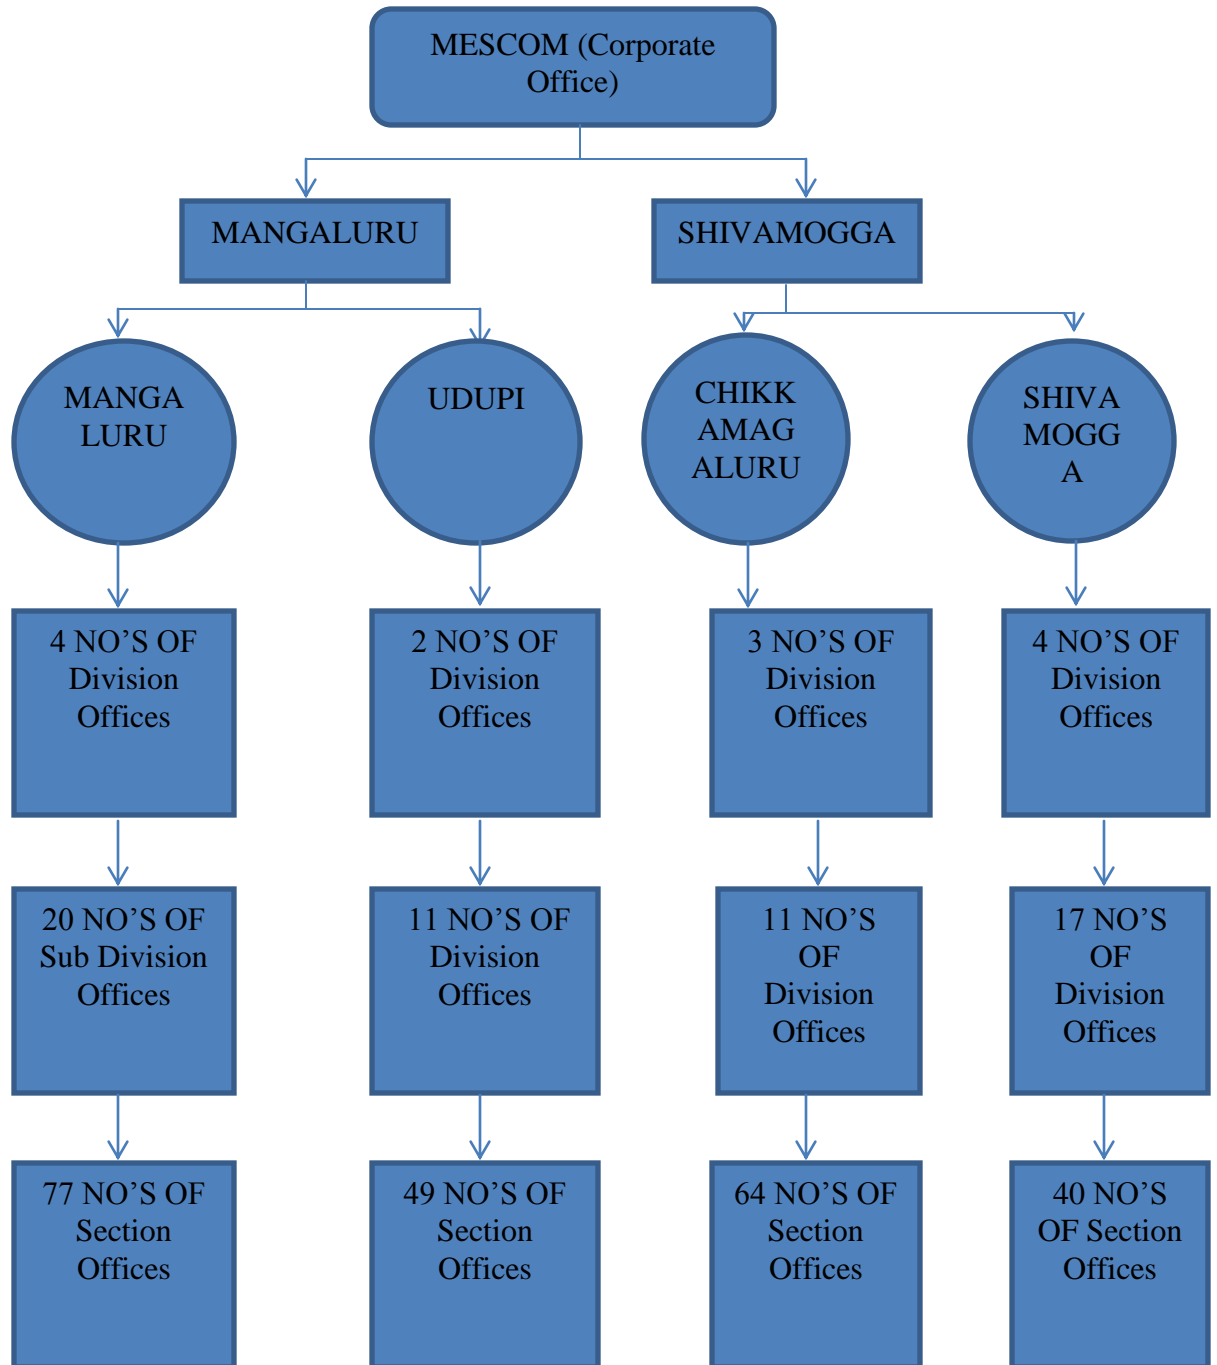 MESCOM (Corporate
Office)
MANGALURU
SHIVAMOGGA
MANGA
LURU
UDUPI
CHIKK
AMAG
ALURU
SHIVA
MOGG
A
4 NO’S OF
Division
Offices
2 NO’S OF
Division
Offices
3 NO’S OF
Division
Offices
4 NO’S OF
Division
Offices
20 NO’S OF
Sub Division
Offices
11 NO’S OF
Division
Offices
11 NO’S
OF
Division
Offices
17 NO’S
OF
Division
Offices
77 NO’S OF
Section
Offices
49 NO’S OF
Section
Offices
64 NO’S OF
Section
Offices
40 NO’S
OF Section
Offices